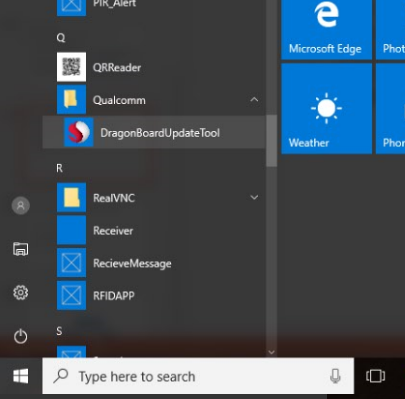 PIR_Alert
Q
QRReader
Qualcomm
DragonBoardUpdateTool
R
RealVNC
Receiver
RecieveMessage
RFIDAPP
S
Microsoft Edge
Phot
Weather
Phon
Type here to search